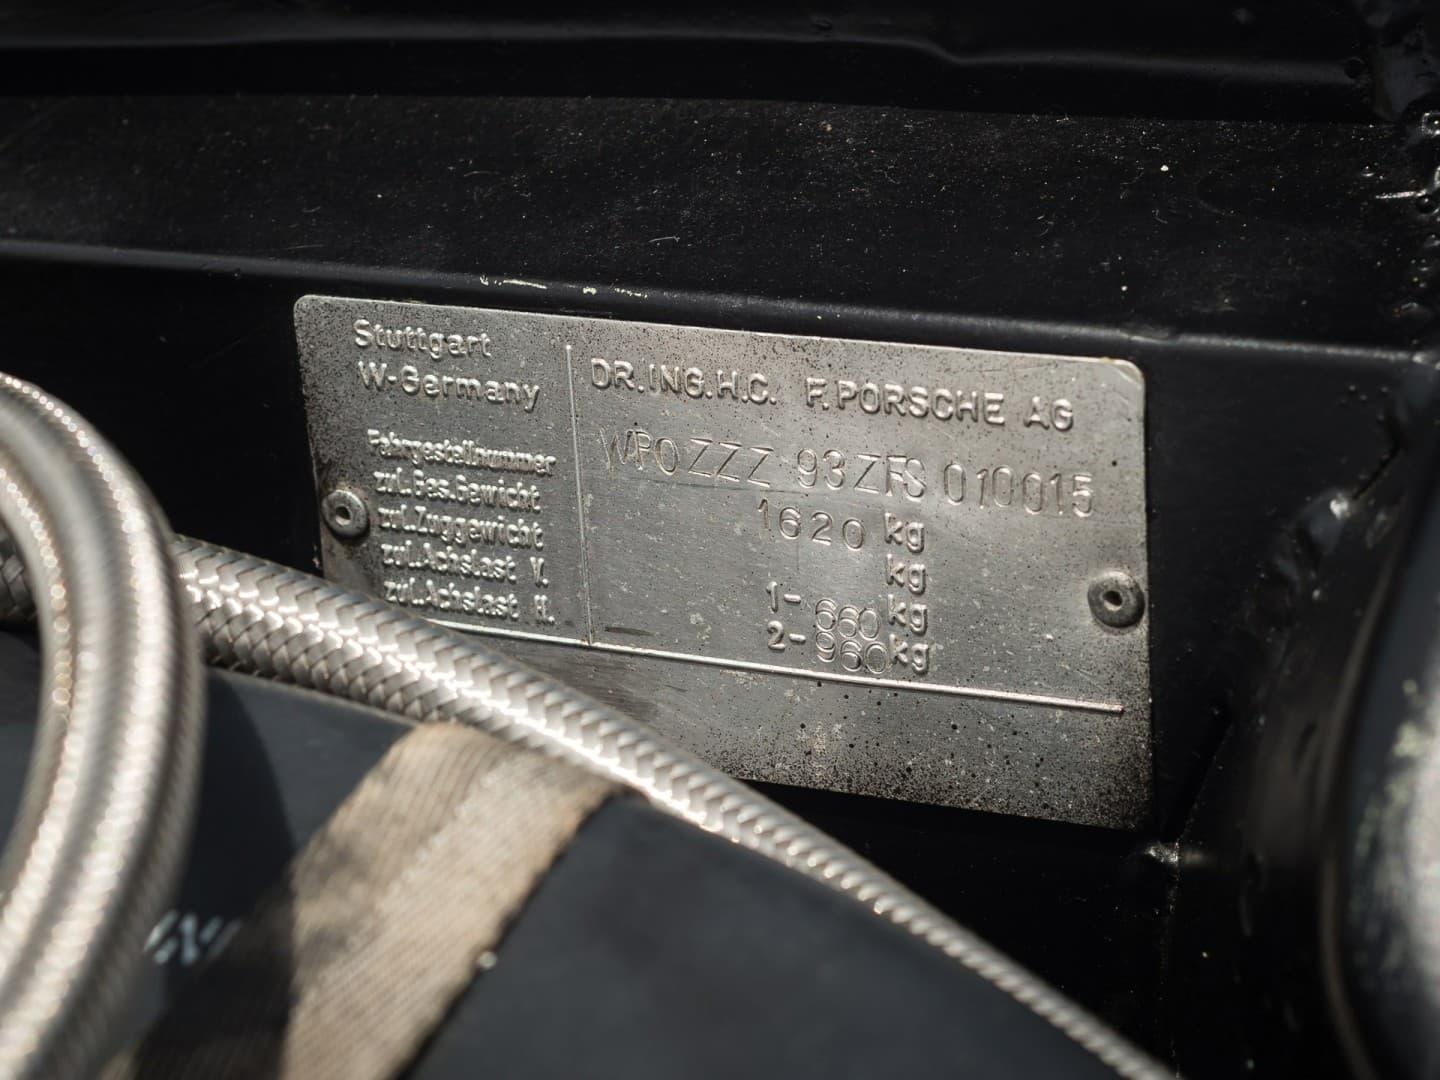 Stuttgart
W-Germany
DR.ING.H.C. F.PORSCHE AG
Fahrgestellnummer WP0ZZZ 93ZFS 010015
zul.Ges.Gewicht 1620 kg
zul.Zuggewicht kg
zul.Achslast V. 1- 660 kg
zul.Achslast H. 2- 960 kg